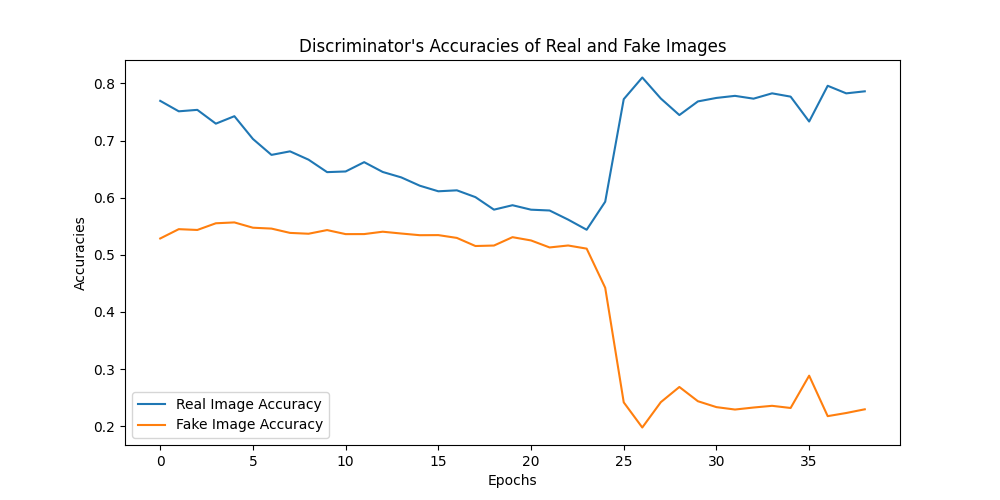 Discriminator's Accuracies of Real and Fake Images
Accuracies
0.8
0.7
0.6
0.5
0.4
0.3
0.2
Real Image Accuracy
Fake Image Accuracy
0 5 10 15 20 25 30 35
Epochs